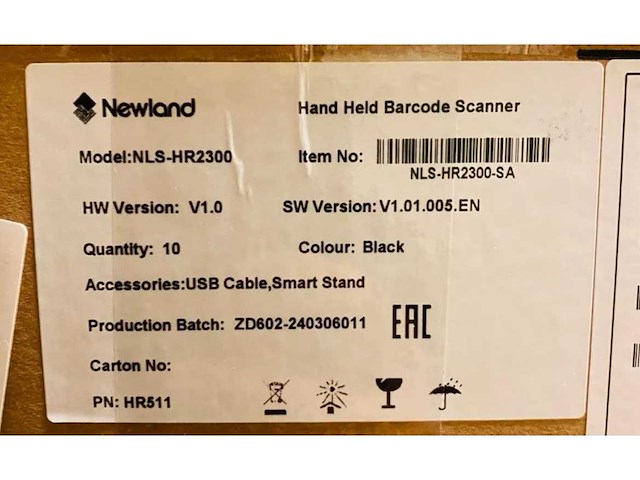 Newland Hand Held Barcode Scanner
Model:NLS-HR2300 Item No:
NLS-HR2300-SA
HW Version: V1.0 SW Version:V1.01.005.EN
Quantity: 10 Colour: Black
Accessories:USB Cable,Smart Stand
Production Batch: ZD602-240306011 EAC
Carton No:
PN: HR511